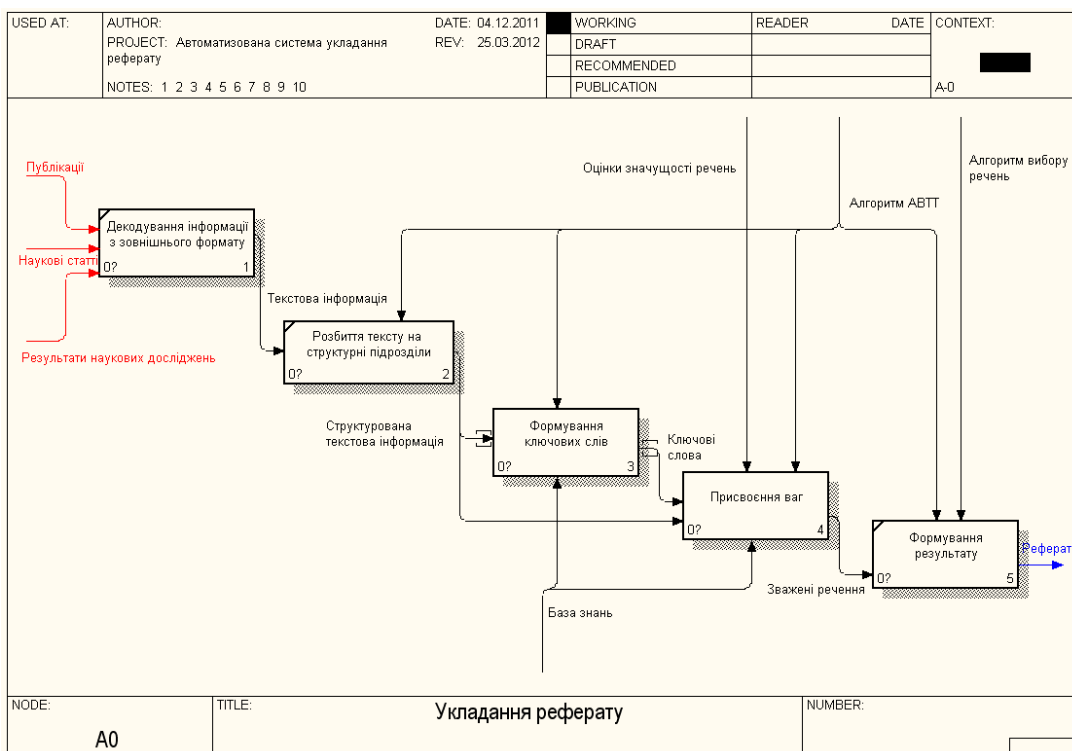 USED AT:
AUTHOR:
DATE: 04.12.2011
WORKING
READER
DATE
CONTEXT:
PROJECT: Автоматизована система укладання
REV: 25.03.2012
DRAFT
реферату
RECOMMENDED
NOTES: 1 2 3 4 5 6 7 8 9 10
PUBLICATION
A-0
Публікації
Оцінки значущості речень
Алгоритм вибору
речень
Алгоритм АВТТ
Декодування інформації
з зовнішнього формату
0?
1
Наукові статті
Текстова інформація
Результати наукових досліджень
Розбиття тексту на
структурні підрозділи
0?
2
Структурована
текстова інформація
Формування
ключових слів
0?
3
Ключові
слова
Присвоєння ваг
0?
4
Формування
результату
0?
5
Реферат
Зважені речення
База знань
NODE:
TITLE:
Укладання реферату
NUMBER:
A0